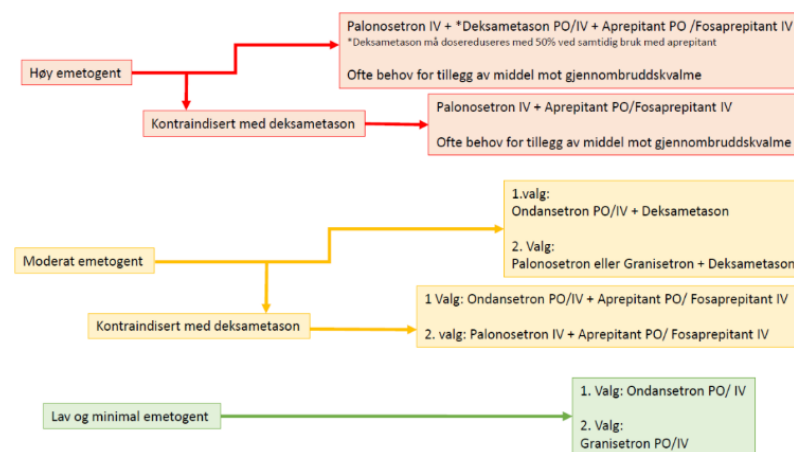 Palonosetron IV + *Deksametason PO/IV + Aprepitant PO /Fosaprepitant IV
*Deksametason må dosereduseres med 50% ved samtidig bruk med aprepitant
Ofte behov for tillegg av middel mot gjennombruddskvalme
Høy emetogent
Kontraindisert med deksametason
Palonosetron IV + Aprepitant PO/Fosaprepitant IV
Ofte behov for tillegg av middel mot gjennombruddskvalme
1.valg:
Ondansetron PO/IV + Deksametason
2. Valg:
Palonosetron eller Granisetron + Deksametason
Moderat emetogent
Kontraindisert med deksametason
1 Valg: Ondansetron PO/IV + Aprepitant PO/ Fosaprepitant IV
2. valg: Palonosetron IV + Aprepitant PO/ Fosaprepitant IV
Lav og minimal emetogent
1. Valg: Ondansetron PO/ IV
2. Valg:
Granisetron PO/IV